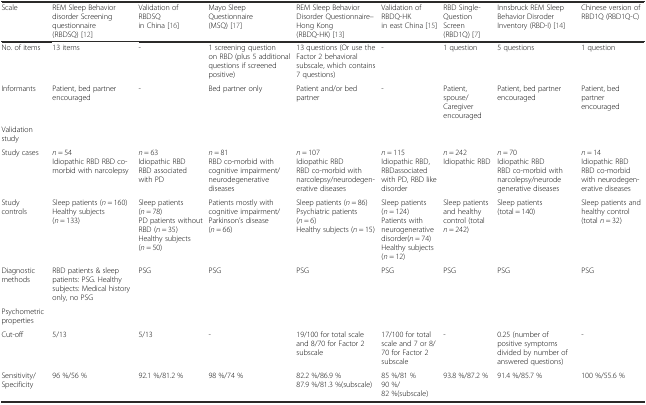 Scale | REM Sleep Behavior disorder Screening questionnaire (RBDSQ) [12] | Validation of RBDSQ in China [16] | Mayo Sleep Questionnaire (MSQ) [17] | REM Sleep Behavior Disorder Questionnaire–Hong Kong (RBDQ-HK) [13] | Validation of RBDQ-HK in east China [15] | RBD Single-Question Screen (RBD1Q) [7] | Innsbruck REM Sleep Behavior Disroder Inventory (RBD-I) [14] | Chinese version of RBD1Q (RBD1Q-C)
No. of items | 13 items | - | 1 screening question on RBD (plus 5 additional questions if screened positive) | 13 questions (Or use the Factor 2 behavioral subscale, which contains 7 questions) | - | 1 question | 5 questions | 1 question
Informants | Patient, bed partner encouraged | - | Bed partner only | Patient and/or bed partner | - | Patient, spouse/ Caregiver encouraged | Patient, bed partner encouraged | Patient, bed partner encouraged
Validation study
Study cases | n = 54 Idiopathic RBD RBD co-morbid with narcolepsy | n = 63 Idiopathic RBD RBD associated with PD | n = 81 RBD co-morbid with cognitive impairment/ neurodegenerative diseases | n = 107 Idiopathic RBD RBD co-morbid with narcolepsy/neurodegen-erative diseases | n = 115 Idiopathic RBD, RBDassociated with PD, RBD like disorder | n = 242 Idiopathic RBD | n = 70 Idiopathic RBD RBD co-morbid with narcolepsy/neurode generative diseases | n = 14 Idiopathic RBD RBD co-morbid with neurodegen-erative diseases
Study controls | Sleep patients (n = 160) Healthy subjects (n = 133) | Sleep patients (n = 78) PD patients without RBD (n = 35) Healthy subjects (n = 50) | Patients mostly with cognitive impairment/ Parkinson's disease (n = 66) | Sleep patients (n = 86) Psychiatric patients (n = 6) Healthy subjects (n = 15) | Sleep patients (n = 124) Patients with neurogenerative disorder(n = 74) Healthy subjects (n = 12) | Sleep patients and healthy control (total n = 242) | Sleep patients (total = 140) | Sleep patients and healthy control (total n = 32)
Diagnostic methods | RBD patients & sleep patients: PSG. Healthy subjects: Medical history only, no PSG | PSG | PSG | PSG | PSG | PSG | PSG | PSG
Psychometric properties
Cut-off | 5/13 | 5/13 | - | 19/100 for total scale and 8/70 for Factor 2 subscale | 17/100 for total scale and 7 or 8/ 70 for Factor 2 subscale | - | 0.25 (number of positive symptoms divided by number of answered questions) | -
Sensitivity/ Specificity | 96 %/56 % | 92.1 %/81.2 % | 98 %/74 % | 82.2 %/86.9 % 87.9 %/81.3 %(subscale) | 85 %/81 % 90 %/ 82 %(subscale) | 93.8 %/87.2 % | 91.4 %/85.7 % | 100 %/55.6 %